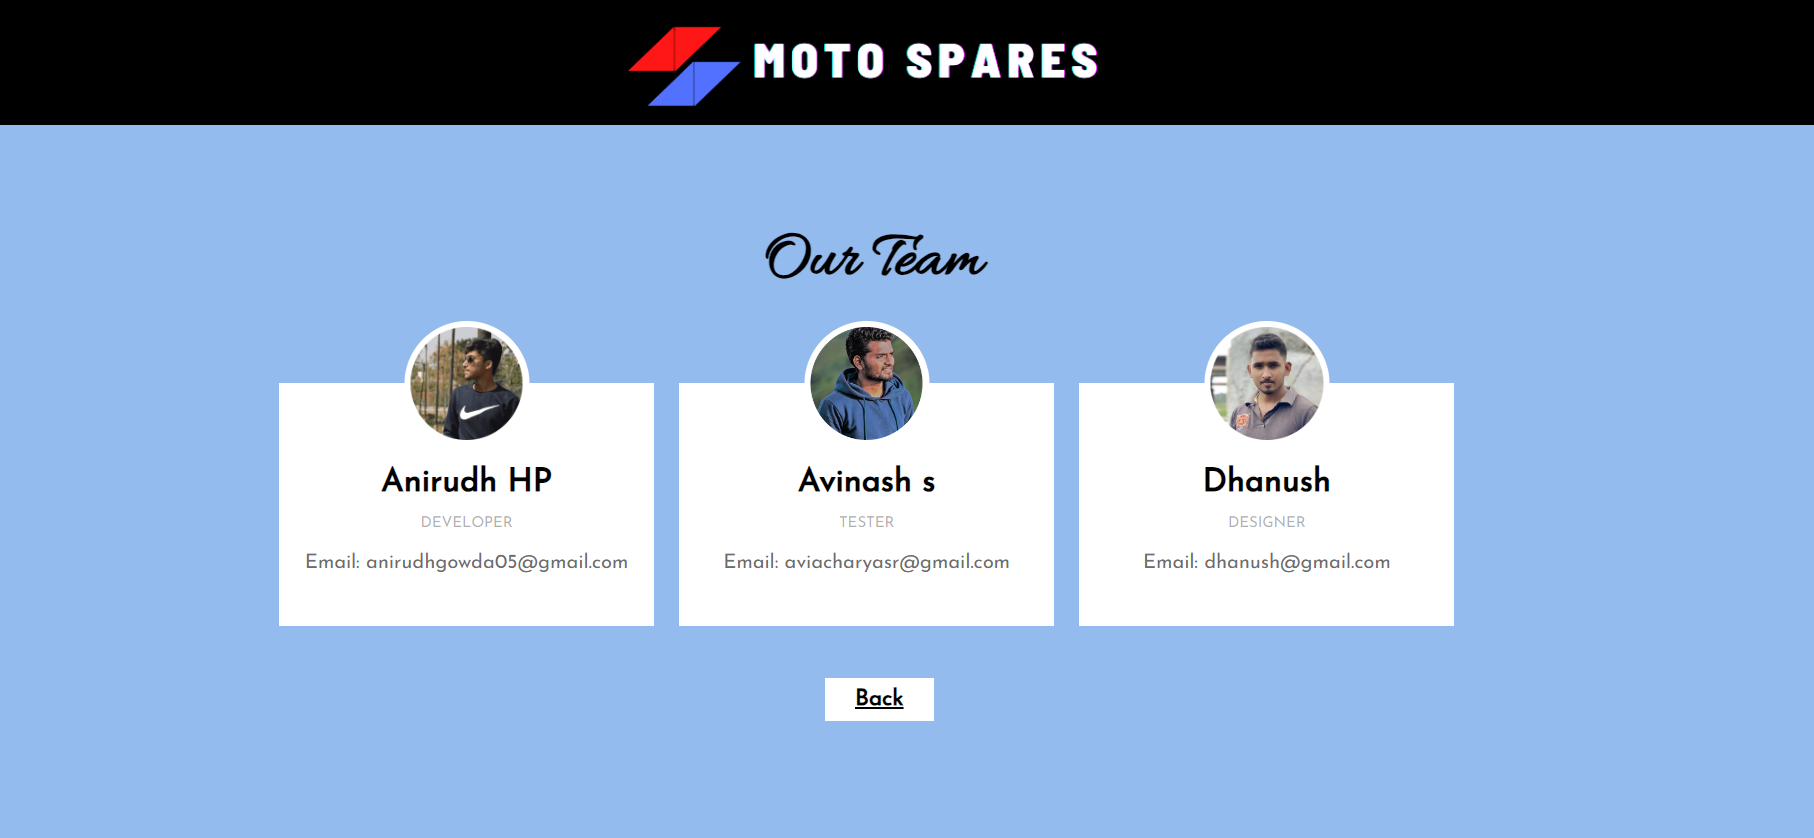 MOTO SPARES
Our Team
Anirudh HP
DEVELOPER
Email: anirudhgowda05@gmail.com
Avinash s
TESTER
Email: aviacharyasr@gmail.com
Dhanush
DESIGNER
Email: dhanush@gmail.com
Back